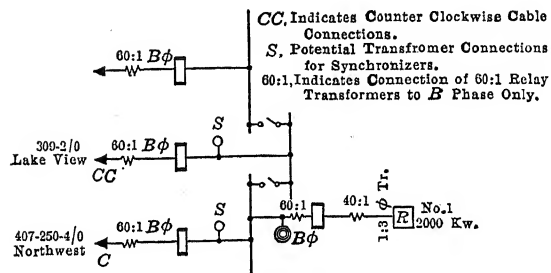 CC, Indicates Counter Clockwise Cable
Connections.
S, Potential Transfromer Connections
for Synchronizers.
60:1, Indicates Connection of 60:1 Relay
Transformers to B Phase Only.
60:1 Bϕ
S
309-2/0
Lake View
60:1 Bϕ
CC
S
407-250-4/0
Northwest
60:1 Bϕ
C
60:1
Bϕ
40:1
1:3 ϕ Tr.
R
No.1
2000 Kw.